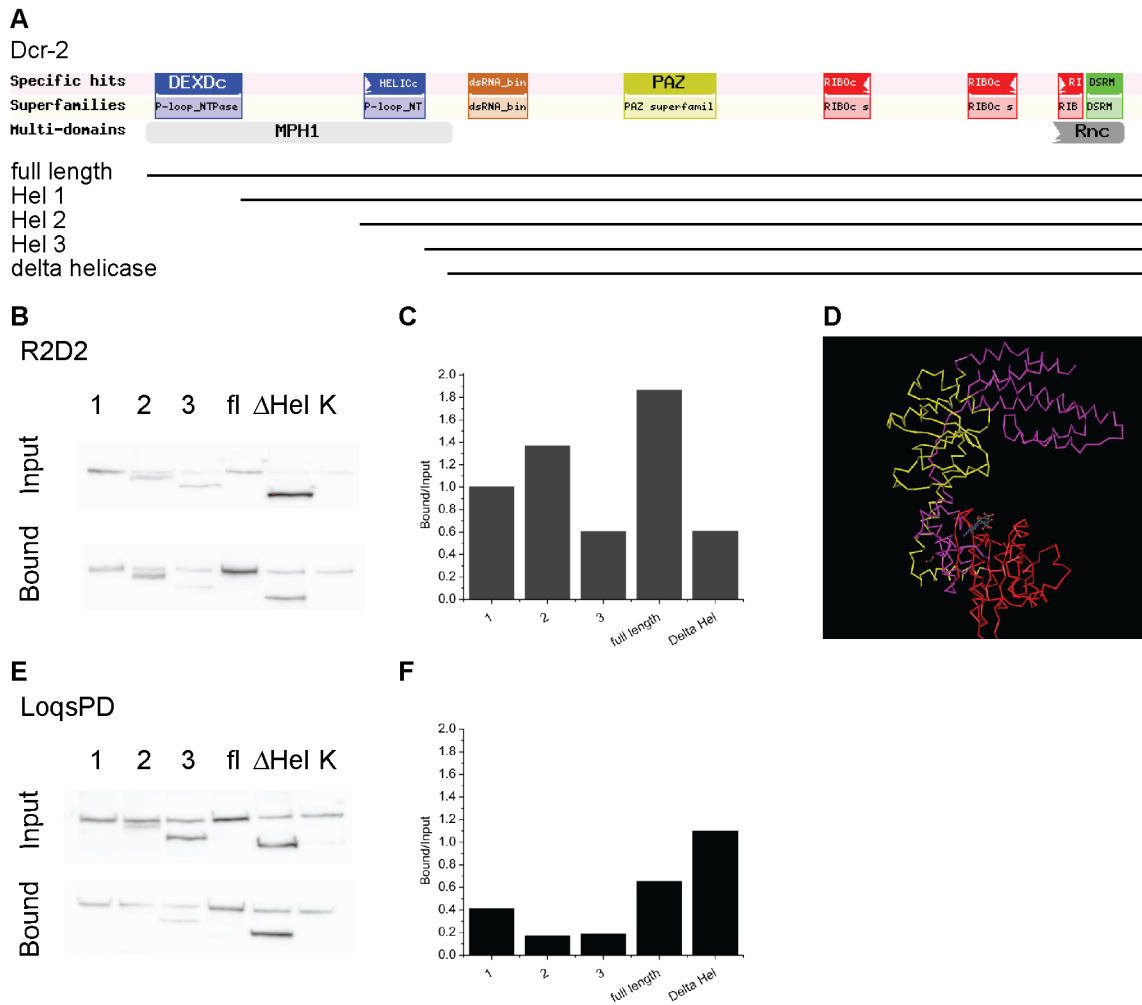 A
Dcr-2
Specific hits DEXDc HELICc dsRNA_bin PAZ RIBOc RIBOc RI DSRM
Superfamilies P-loop_NTPase P-loop_NT dsRNA_bin PAZ superfamil RIBOc s RIBOc s RIB DSRM
Multi-domains MPH1 Rnc
full length
Hel 1
Hel 2
Hel 3
delta helicase
B
R2D2
1 2 3 fl ΔHel K
Input
Bound
C
Bound/Input
2.0
1.8
1.6
1.4
1.2
1.0
0.8
0.6
0.4
0.2
0.0
1 2 3 full length Delta Hel
D
E
LoqsPD
1 2 3 fl ΔHel K
Input
Bound
F
Bound/Input
2.0
1.8
1.6
1.4
1.2
1.0
0.8
0.6
0.4
0.2
0.0
1 2 3 full length Delta Hel